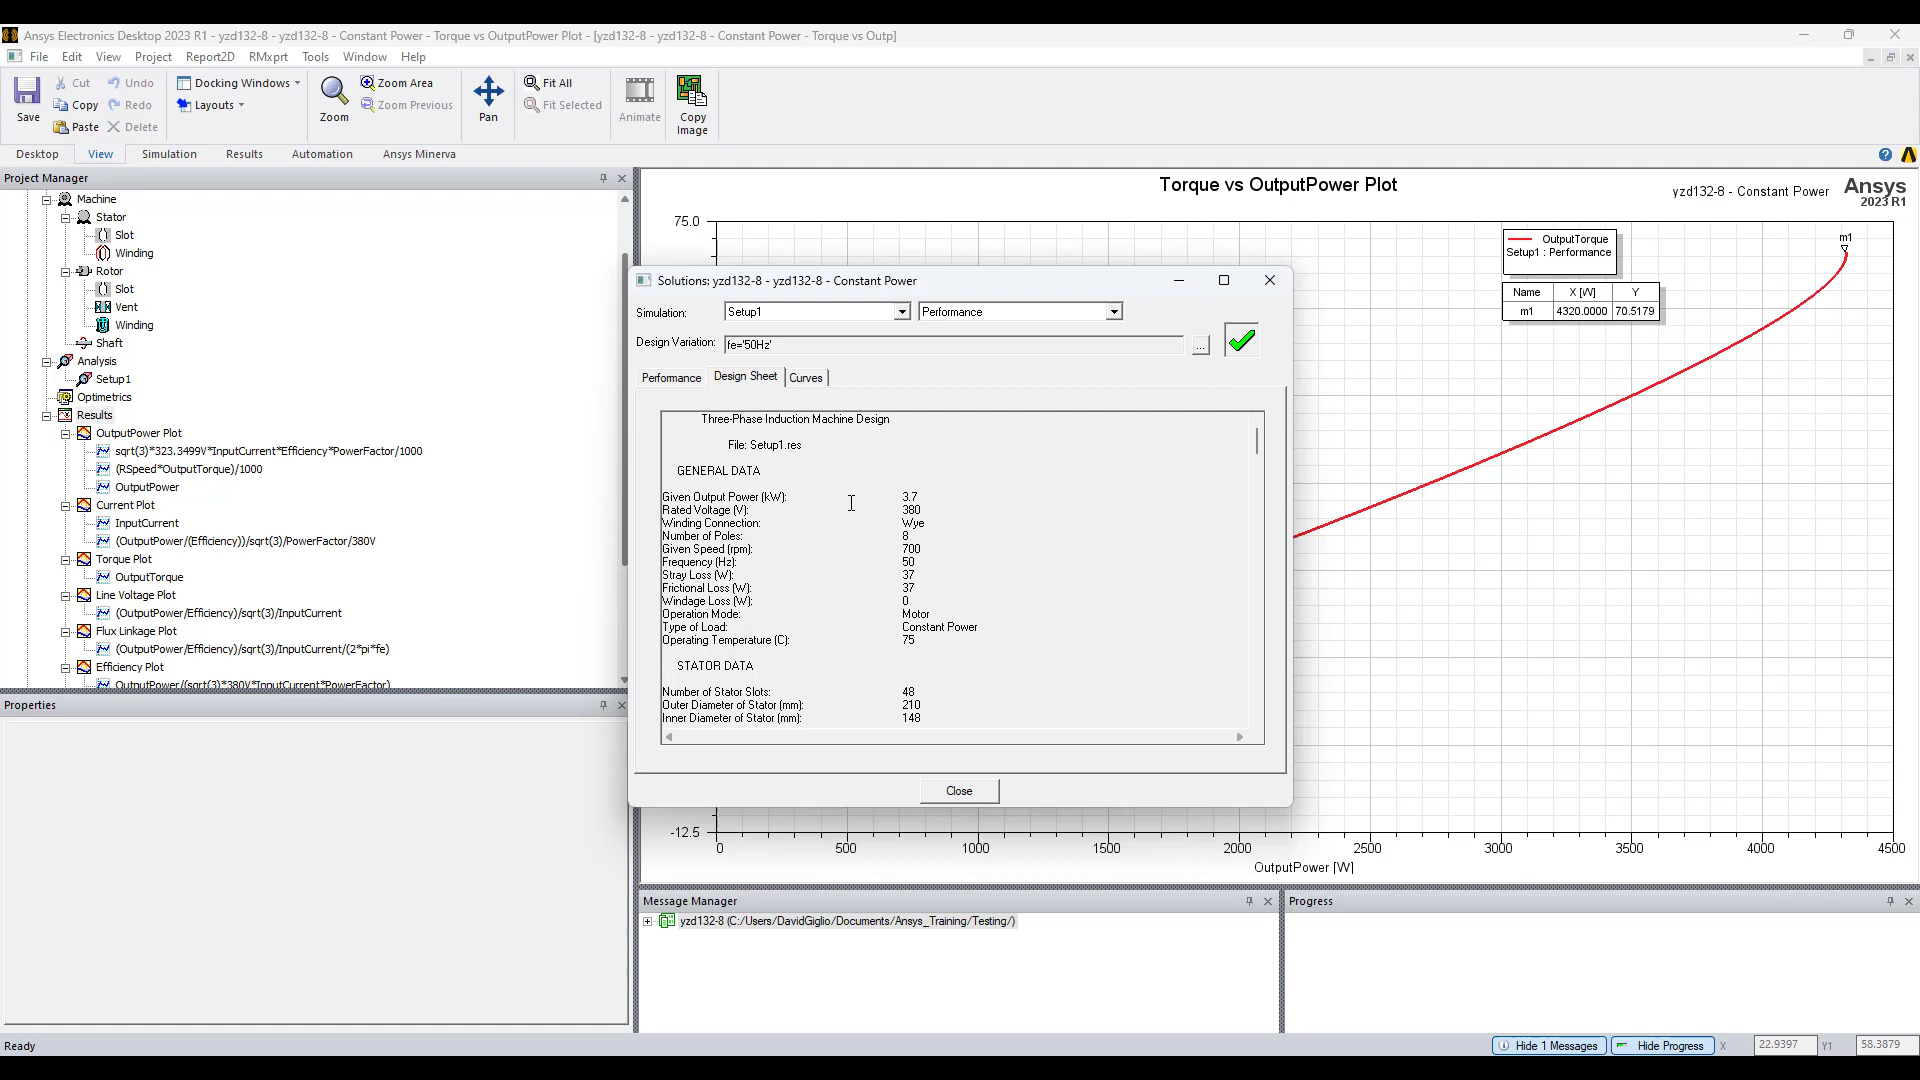 Ansys Electronics Desktop 2023 R1 - yzd132-8 - yzd132-8 - Constant Power - Torque vs OutputPower Plot - [yzd132-8 - yzd132-8 - Constant Power - Torque vs Outp]
File Edit View Project Report2D RMxprt Tools Window Help
Save
Cut
Copy
Paste
Undo
Redo
Delete
Docking Windows
Layouts
Zoom
Zoom Area
Zoom Previous
Pan
Fit All
Fit Selected
Animate
Copy
Image
Desktop View Simulation Results Automation Ansys Minerva
Project Manager
Machine
Stator
Slot
Winding
Rotor
Slot
Vent
Winding
Shaft
Analysis
Setup1
Optimetrics
Results
OutputPower Plot
sqrt(3)*323.3499V*InputCurrent*Efficiency*PowerFactor/1000
(RSpeed*OutputTorque)/1000
OutputPower
Current Plot
InputCurrent
(OutputPower/(Efficiency))/sqrt(3)/PowerFactor/380V
Torque Plot
OutputTorque
Line Voltage Plot
(OutputPower/Efficiency)/sqrt(3)/InputCurrent
Flux Linkage Plot
(OutputPower/Efficiency)/sqrt(3)/InputCurrent/(2*pi*fe)
Efficiency Plot
OutputPower/(sqrt(3)*380V*InputCurrent*PowerFactor)
Properties
Torque vs OutputPower Plot
yzd132-8 - Constant Power
Ansys
2023 R1
75.0
OutputTorque
Setup1 : Performance
m1
Name X [W] Y
m1 4320.0000 70.5179
Solutions: yzd132-8 - yzd132-8 - Constant Power
Simulation: Setup1 Performance
Design Variation: fe='50Hz' ...
Performance Design Sheet Curves
Three-Phase Induction Machine Design
File: Setup1.res
GENERAL DATA
Given Output Power (kW): 3.7
Rated Voltage (V): 380
Winding Connection: Wye
Number of Poles: 8
Given Speed (rpm): 700
Frequency (Hz): 50
Stray Loss (W): 37
Frictional Loss (W): 37
Windage Loss (W): 0
Operation Mode: Motor
Type of Load: Constant Power
Operating Temperature (C): 75
STATOR DATA
Number of Stator Slots: 48
Outer Diameter of Stator (mm): 210
Inner Diameter of Stator (mm): 148
Close
-12.5
0 500 1000 1500 2000 2500 3000 3500 4000 4500
OutputPower [W]
Message Manager
yzd132-8 (C:/Users/DavidGiglio/Documents/Ansys_Training/Testing/)
Progress
Ready
Hide 1 Messages Hide Progress X 22.9397 Y1 58.3879